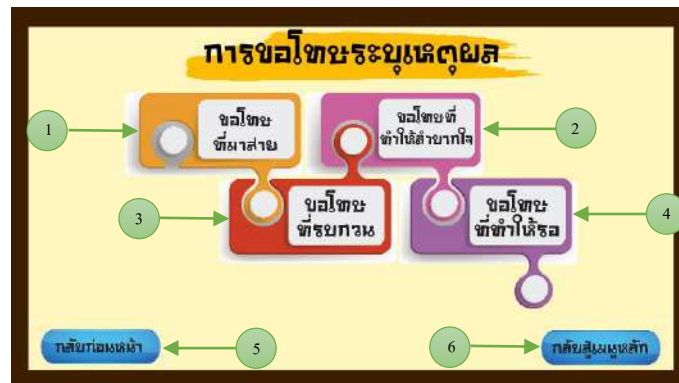 การขอโทษระบุเหตุผล
1
ขอโทษ
ที่มาสาย
ขอโทษที่
ทำให้ลำบากใจ
2
3
ขอโทษ
ที่รบกวน
ขอโทษ
ที่ทำให้รอ
4
กลับก่อนหน้า
5
6
กลับสู่เมนูหลัก